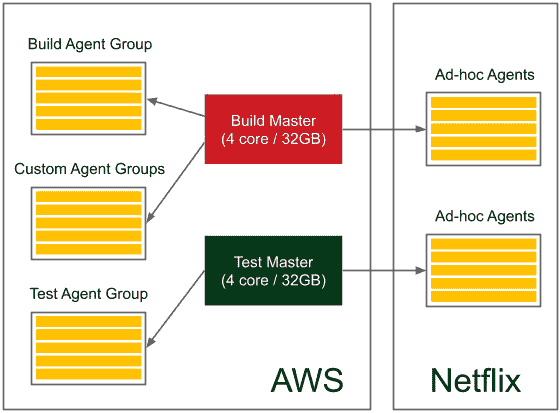 Build Agent Group
Custom Agent Groups
Test Agent Group
Build Master
(4 core / 32GB)
Test Master
(4 core / 32GB)
AWS
Ad-hoc Agents
Ad-hoc Agents
Netflix